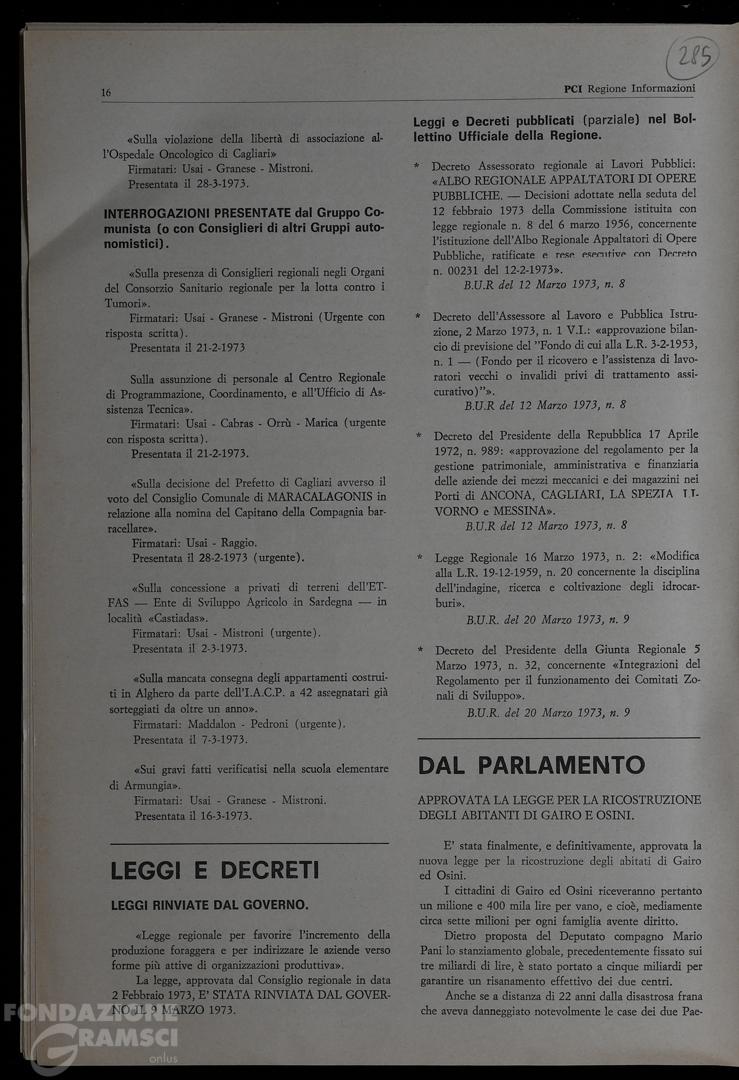 285
16
PCI Regione Informazioni
«Sulla violazione della libertà di associazione al-
l'Ospedale Oncologico di Cagliari»
Firmatari: Usai - Granese - Mistroni.
Presentata il 28-3-1973.
INTERROGAZIONI PRESENTATE dal Gruppo Co-
munista (o con Consiglieri di altri Gruppi auto-
nomistici).
«Sulla presenza di Consiglieri regionali negli Organi
del Consorzio Sanitario regionale per la lotta contro i
Tumori».
Firmatari: Usai - Granese - Mistroni (Urgente con
risposta scritta).
Presentata il 21-2-1973
Sulla assunzione di personale al Centro Regionale
di Programmazione, Coordinamento, e all'Ufficio di As-
sistenza Tecnica».
Firmatari: Usai - Cabras - Orrù - Marica (urgente
con risposta scritta).
Presentata il 21-2-1973.
«Sulla decisione del Prefetto di Cagliari avverso il
voto del Consiglio Comunale di MARACALAGONIS in
relazione alla nomina del Capitano della Compagnia bar-
racellare».
Firmatari: Usai - Raggio.
Presentata il 28-2-1973 (urgente).
«Sulla concessione a privati di terreni dell'ET-
FAS — Ente di Sviluppo Agricolo in Sardegna — in
località «Castiadas».
Firmatari: Usai - Mistroni (urgente).
Presentata il 2-3-1973.
«Sulla mancata consegna degli appartamenti costrui-
ti in Alghero da parte dell'I.A.C.P. a 42 assegnatari già
sorteggiati da oltre un anno».
Firmatari: Maddalon - Pedroni (urgente).
Presentata il 7-3-1973.
«Sui gravi fatti verificatisi nella scuola elementare
di Armungia».
Firmatari: Usai - Granese - Mistroni.
Presentata il 16-3-1973.
LEGGI E DECRETI
LEGGI RINVIATE DAL GOVERNO.
«Legge regionale per favorire l'incremento della
produzione foraggera e per indirizzare le aziende verso
forme più attive di organizzazioni produttiva».
La legge, approvata dal Consiglio regionale in data
2 Febbraio 1973, E' STATA RINVIATA DAL GOVER-
NO IL 9 MARZO 1973.
Leggi e Decreti pubblicati (parziale) nel Bol-
lettino Ufficiale della Regione.
* Decreto Assessorato regionale ai Lavori Pubblici:
«ALBO REGIONALE APPALTATORI DI OPERE
PUBBLICHE. — Decisioni adottate nella seduta del
12 febbraio 1973 della Commissione istituita con
legge regionale n. 8 del 6 marzo 1956, concernente
l'istituzione dell'Albo Regionale Appaltatori di Opere
Pubbliche, ratificate e rese esecutive con Decreto
n. 00231 del 12-2-1973».
B.U.R del 12 Marzo 1973, n. 8
* Decreto dell'Assessore al Lavoro e Pubblica Istru-
zione, 2 Marzo 1973, n. 1 V.I.: «approvazione bilan-
cio di previsione del "Fondo di cui alla L.R. 3-2-1953,
n. 1 — (Fondo per il ricovero e l'assistenza di lavo-
ratori vecchi o invalidi privi di trattamento assi-
curativo)"».
B.U.R del 12 Marzo 1973, n. 8
* Decreto del Presidente della Repubblica 17 Aprile
1972, n. 989: «approvazione del regolamento per la
gestione patrimoniale, amministrativa e finanziaria
delle aziende dei mezzi meccanici e dei magazzini nei
Porti di ANCONA, CAGLIARI, LA SPEZIA LI-
VORNO e MESSINA».
B.U.R del 12 Marzo 1973, n. 8
* Legge Regionale 16 Marzo 1973, n. 2: «Modifica
alla L.R. 19-12-1959, n. 20 concernente la disciplina
dell'indagine, ricerca e coltivazione degli idrocar-
buri».
B.U.R. del 20 Marzo 1973, n. 9
* Decreto del Presidente della Giunta Regionale 5
Marzo 1973, n. 32, concernente «Integrazioni del
Regolamento per il funzionamento dei Comitati Zo-
nali di Sviluppo».
B.U.R. del 20 Marzo 1973, n. 9
DAL PARLAMENTO
APPROVATA LA LEGGE PER LA RICOSTRUZIONE
DEGLI ABITANTI DI GAIRO E OSINI.
E' stata finalmente, e definitivamente, approvata la
nuova legge per la ricostruzione degli abitati di Gairo
ed Osini.
I cittadini di Gairo ed Osini riceveranno pertanto
un milione e 400 mila lire per vano, e cioè, mediamente
circa sette milioni per ogni famiglia avente diritto.
Dietro proposta del Deputato compagno Mario
Pani lo stanziamento globale, precedentemente fissato sui
tre miliardi di lire, è stato portato a cinque miliardi per
garantire un risanamento effettivo dei due centri.
Anche se a distanza di 22 anni dalla disastrosa frana
che aveva danneggiato notevolmente le case dei due Pae-
FONDAZIONE
GRAMSCI
onlus